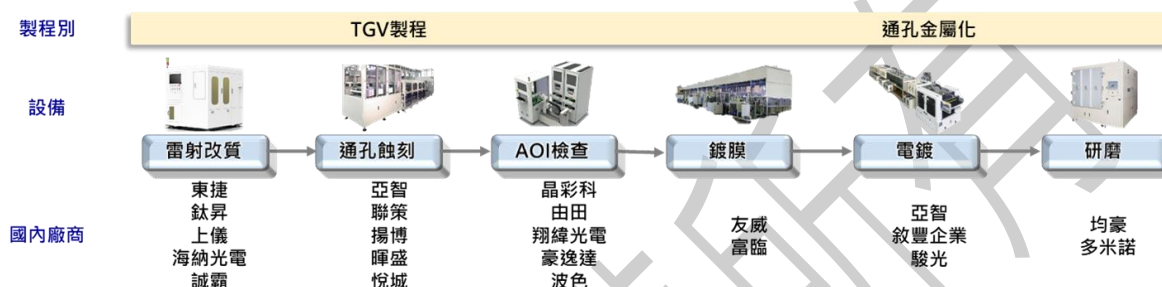 製程別
TGV製程
通孔金屬化
設備
雷射改質
通孔蝕刻
AOI檢查
鍍膜
電鍍
研磨
國內廠商
東捷
鈦昇
上儀
海納光電
誠霸
亞智
聯策
揚博
暉盛
悅城
晶彩科
由田
翔緯光電
豪逸達
波色
友威
富臨
亞智
敘豐企業
駿光
均豪
多米諾